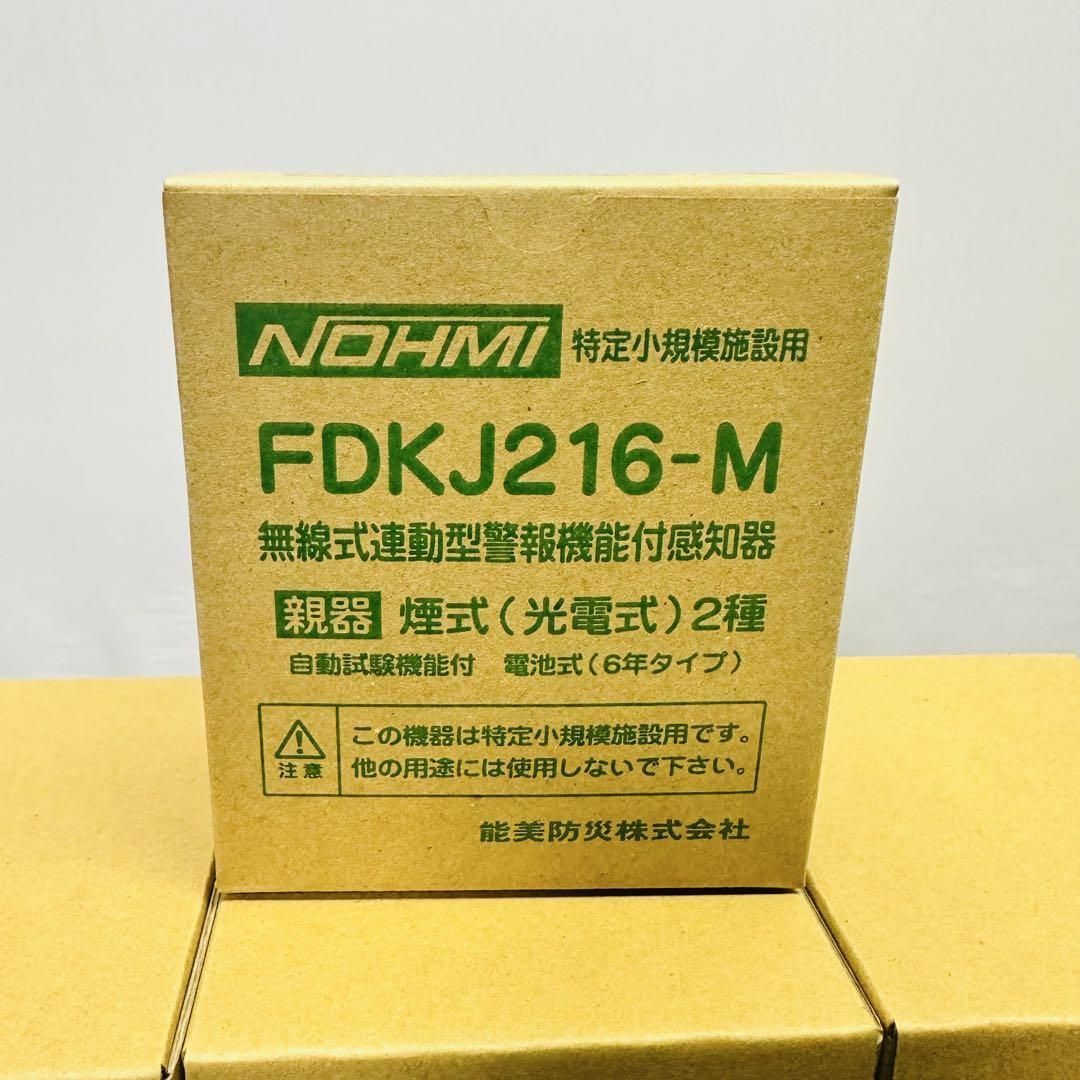 NOHMI 特定小規模施設用
FDKJ216-M
無線式連動型警報機能付感知器
親器 煙式(光電式)2種
自動試験機能付 電池式(6年タイプ)
この機器は特定小規模施設用です。
注意 他の用途には使用しないで下さい。
能美防災株式会社